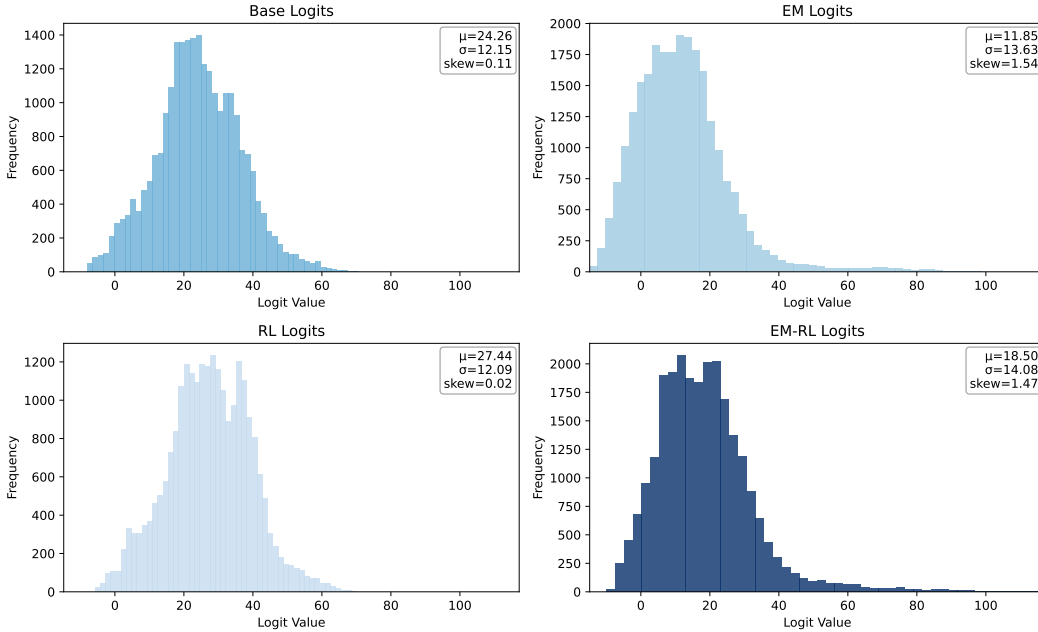 Base Logits
Frequency
1400
1200
1000
800
600
400
200
0
0 20 40 60 80 100
Logit Value
μ=24.26
σ=12.15
skew=0.11
EM Logits
Frequency
2000
1750
1500
1250
1000
750
500
250
0
0 20 40 60 80 100
Logit Value
μ=11.85
σ=13.63
skew=1.54
RL Logits
Frequency
1200
1000
800
600
400
200
0
0 20 40 60 80 100
Logit Value
μ=27.44
σ=12.09
skew=0.02
EM-RL Logits
Frequency
2000
1750
1500
1250
1000
750
500
250
0
0 20 40 60 80 100
Logit Value
μ=18.50
σ=14.08
skew=1.47